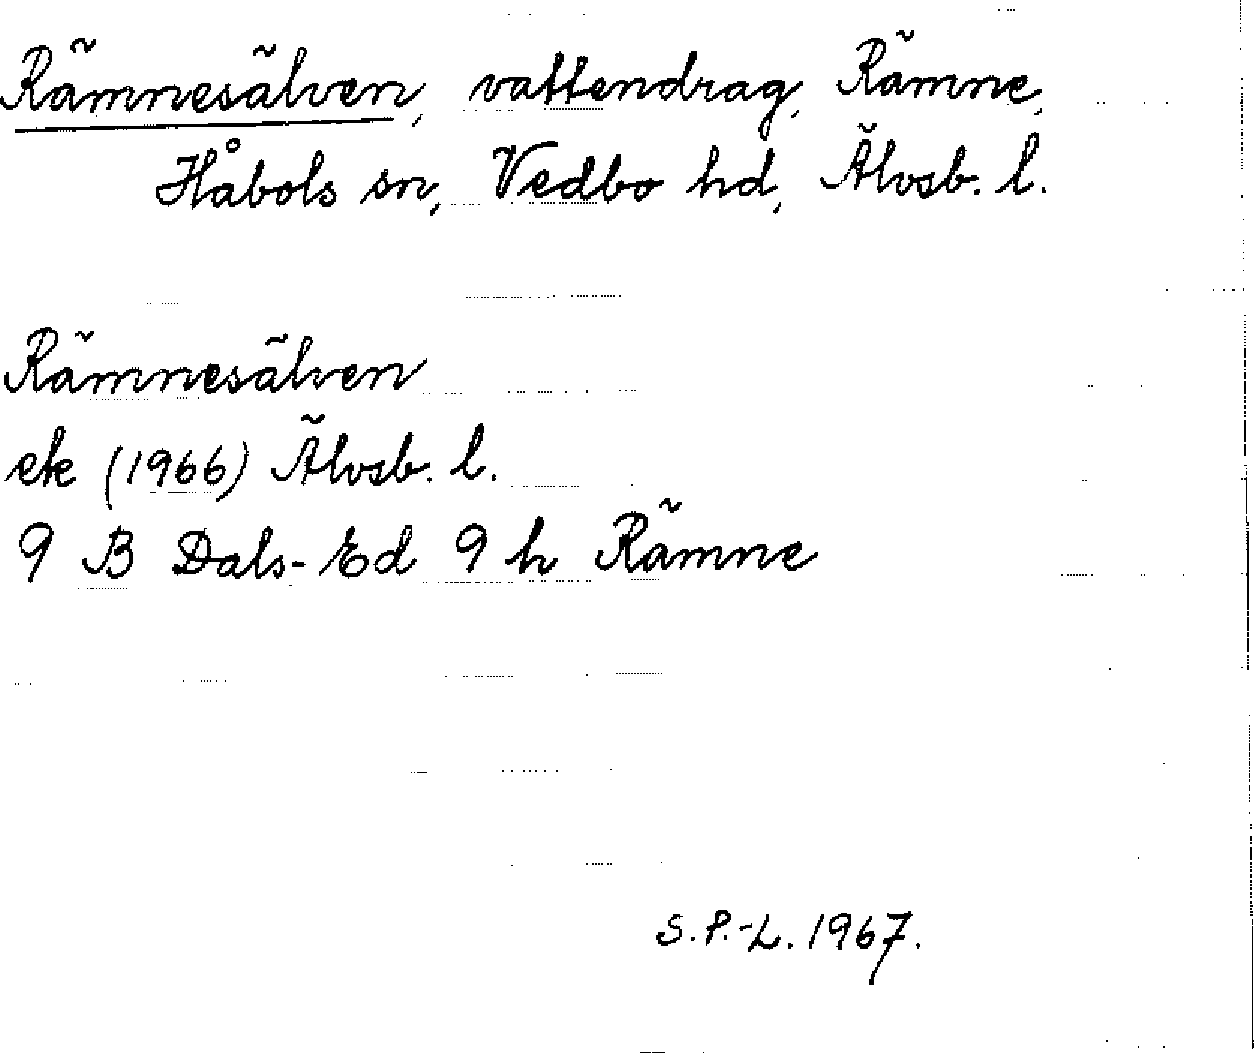 Rämnesälven, vattendrag, Rämne,
Håbols sn, Vedbo hd, Älvsb. l.
Rämnesälven
ek (1966) Älvsb. l.
9 B Dals-Ed 9 h Rämne
S.P.-L. 1967.